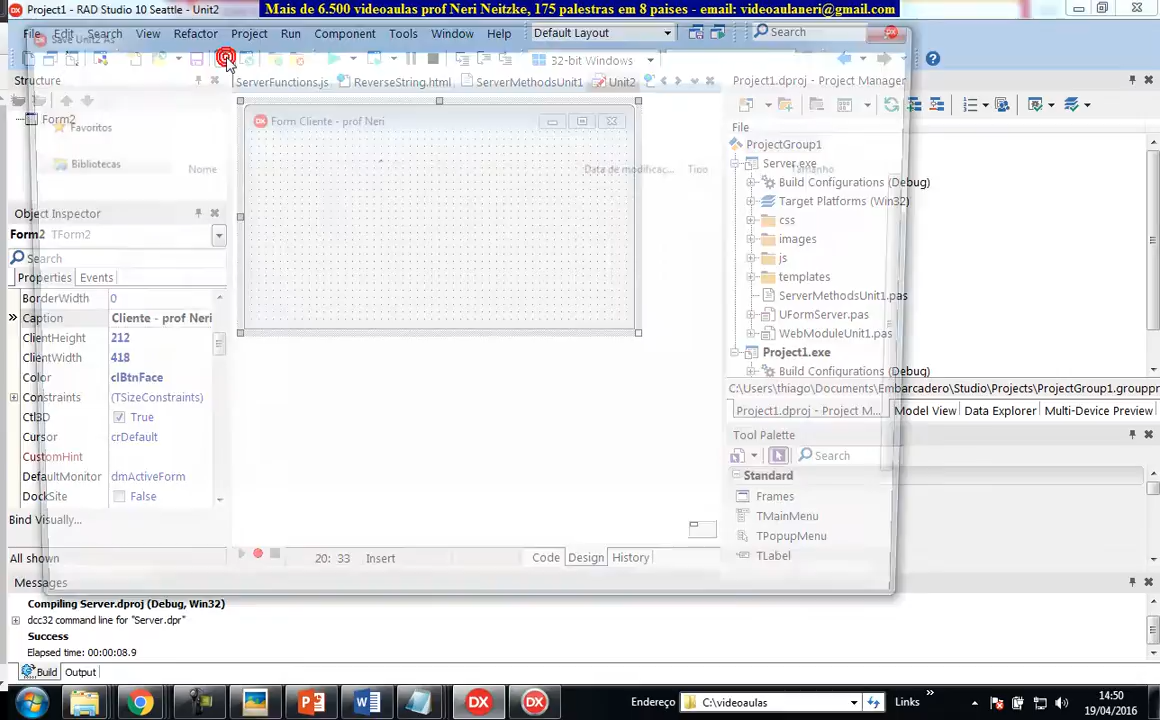 Project1 - RAD Studio 10 Seattle - Unit2
Mais de 6.500 videoaulas prof Neri Neitzke, 175 palestras em 8 paises - email: videoaulaneri@gmail.com
File Edit Search View Refactor Project Run Component Tools Window Help Default Layout Search
Save Unit2 As
32-bit Windows
Structure
ServerFunctions.js ReverseString.html ServerMethodsUnit1 Unit2
Project1.dproj - Project Manager
Form2
Favoritos
Bibliotecas
Nome Data de modificaç... Tipo Tamanho
Form Cliente - prof Neri
File
ProjectGroup1
Server.exe
Build Configurations (Debug)
Target Platforms (Win32)
css
images
js
templates
ServerMethodsUnit1.pas
UFormServer.pas
WebModuleUnit1.pas
Project1.exe
Build Configurations (Debug)
Object Inspector
Form2 TForm2
Search
Properties Events
BorderWidth 0
Caption Cliente - prof Neri
ClientHeight 212
ClientWidth 418
Color clBtnFace
Constraints (TSizeConstraints)
Ctl3D True
Cursor crDefault
CustomHint
DefaultMonitor dmActiveForm
DockSite False
Bind Visually...
All shown
C:\Users\thiago\Documents\Embarcadero\Studio\Projects\ProjectGroup1.grouppr
Project1.dproj - Project M... Model View Data Explorer Multi-Device Preview
Tool Palette
Search
Standard
Frames
TMainMenu
TPopupMenu
TLabel
20: 33 Insert Code Design History
Messages
Compiling Server.dproj (Debug, Win32)
dcc32 command line for "Server.dpr"
Success
Elapsed time: 00:00:08.9
Build Output
Endereço C:\videoaulas Links
14:50
19/04/2016